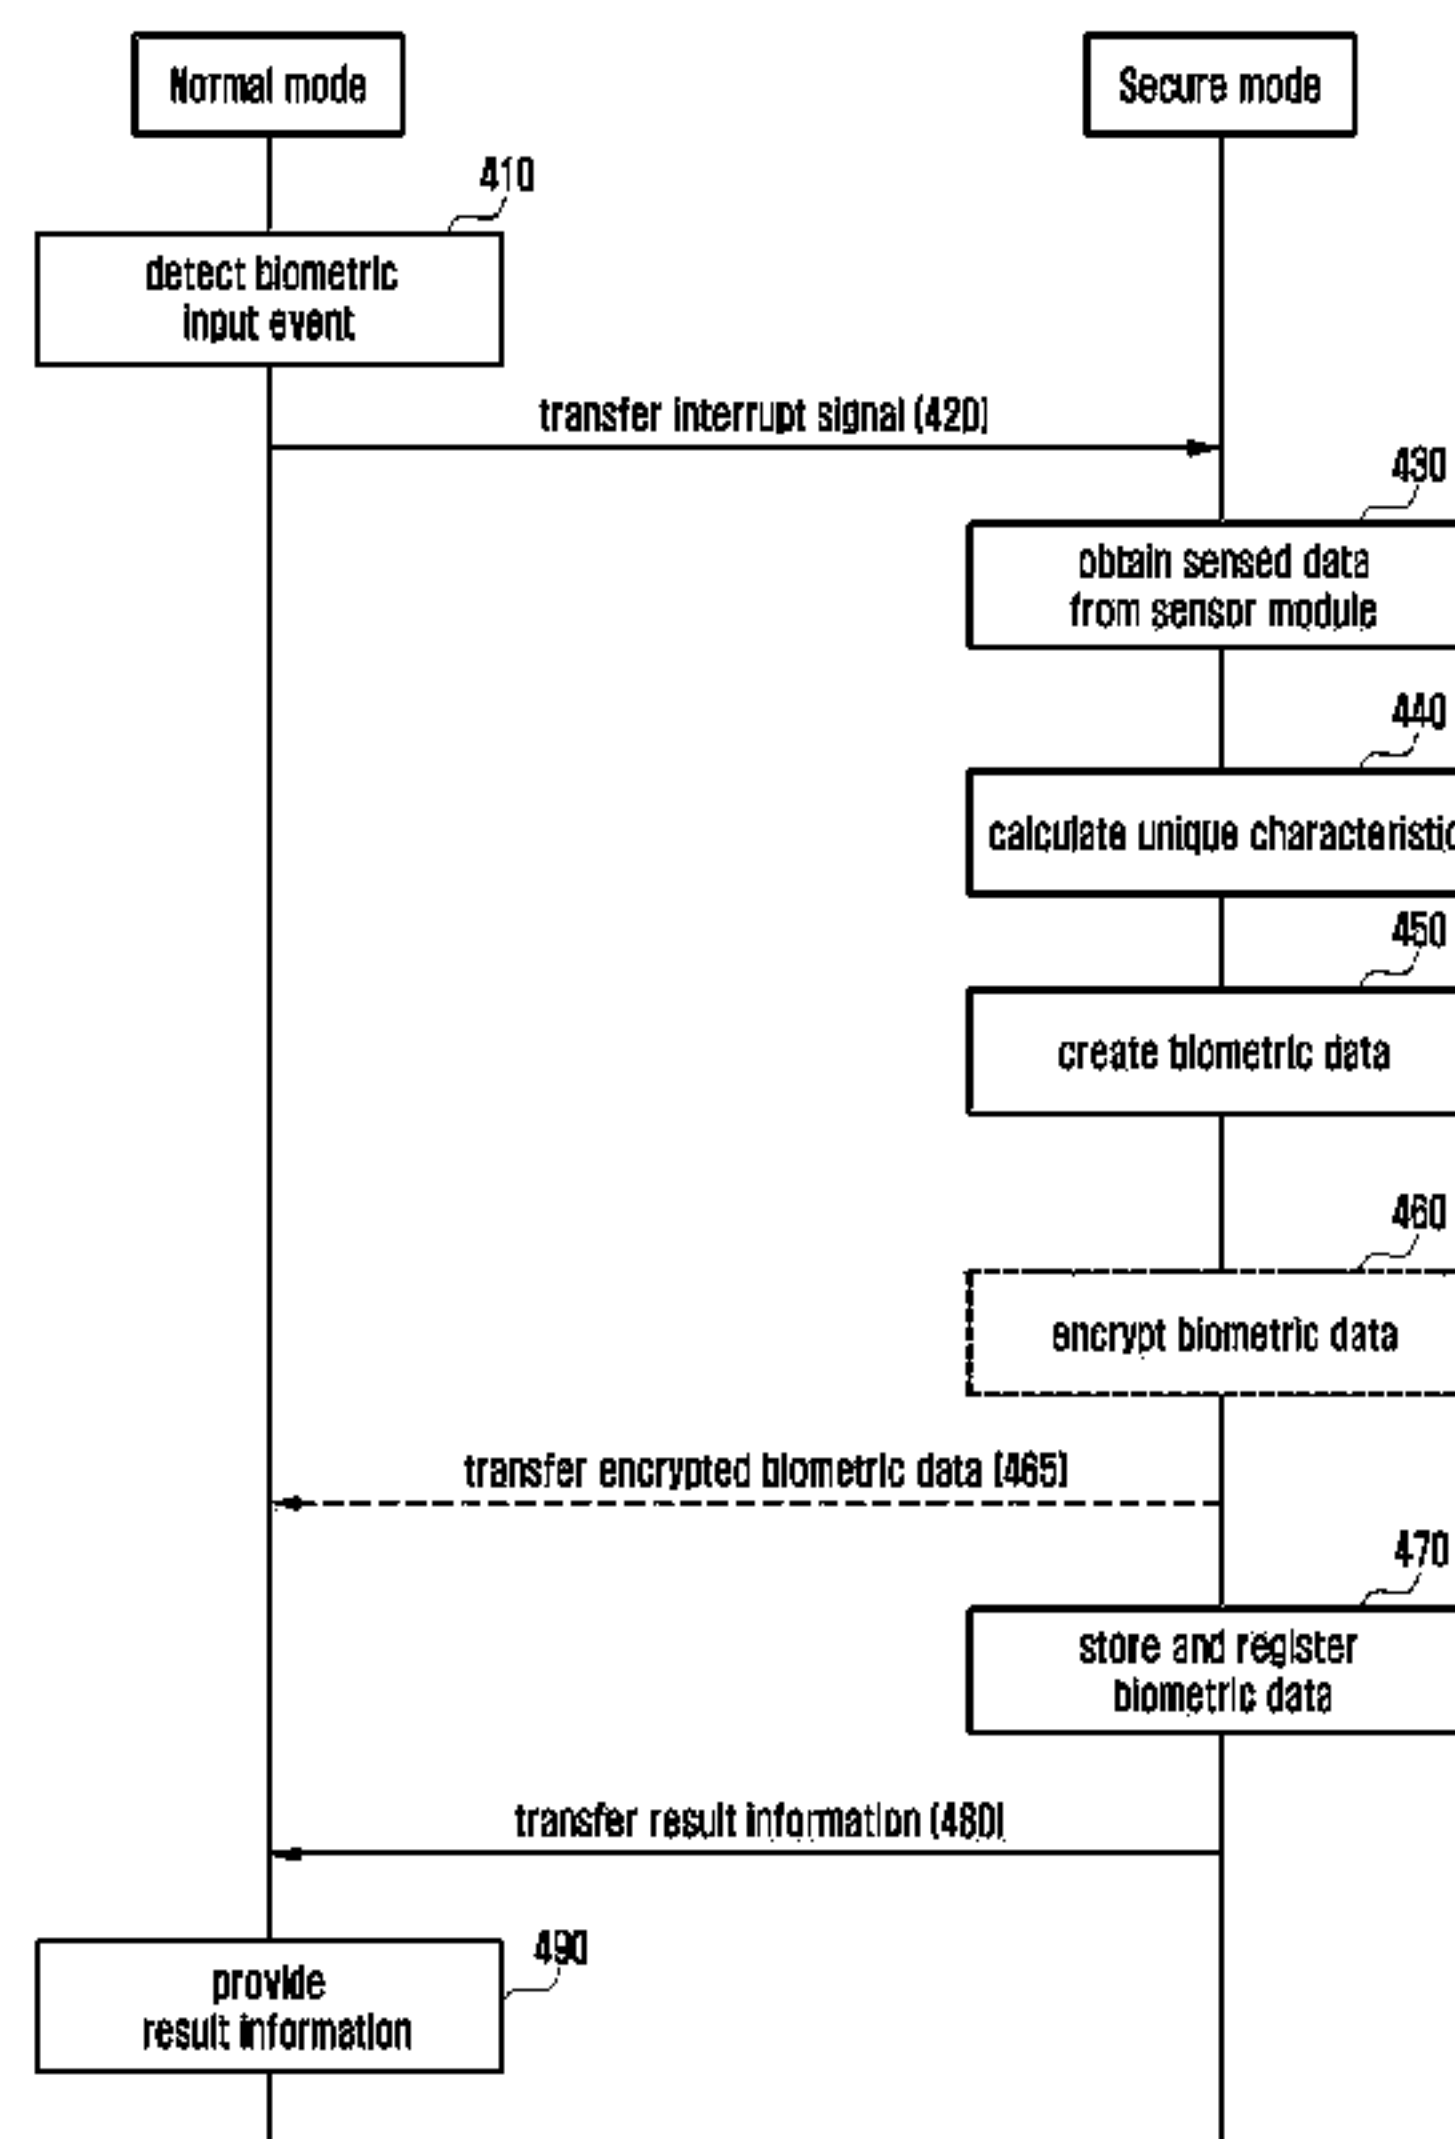 Normal mode
Secure mode
410
detect biometric
input event
transfer interrupt signal (420)
430
obtain sensed data
from sensor module
440
calculate unique characteristic
450
create biometric data
460
encrypt biometric data
transfer encrypted biometric data (465)
470
store and register
biometric data
transfer result information (480)
490
provide
result information